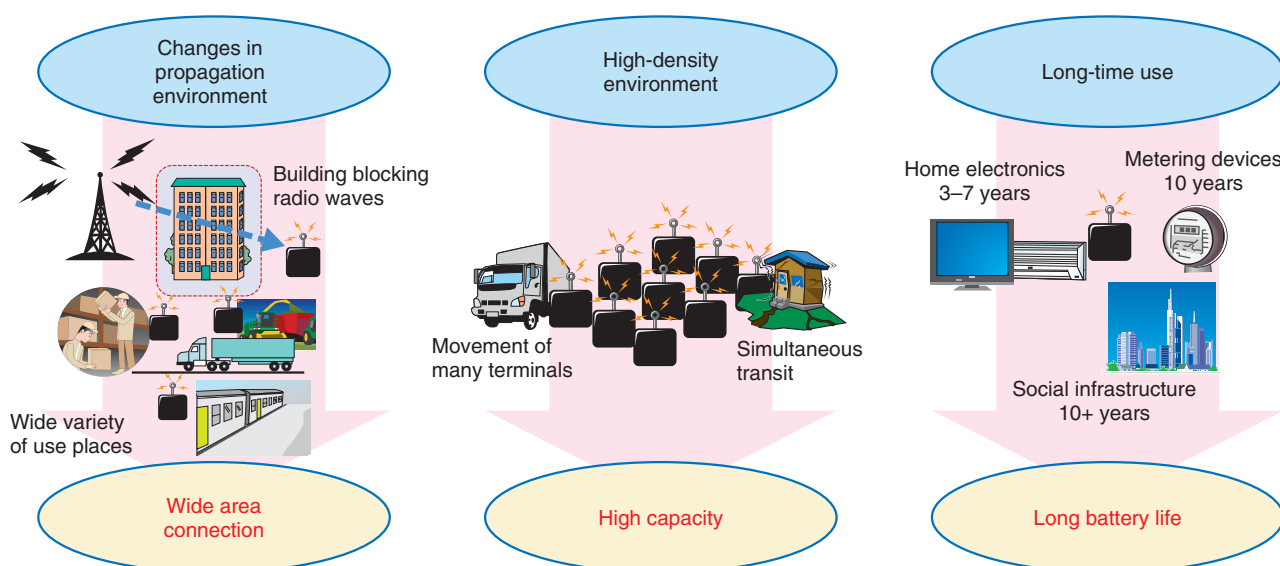 Changes in
propagation
environment
Building blocking
radio waves
Wide variety
of use places
Wide area
connection
High-density
environment
Movement of
many terminals
Simultaneous
transit
High capacity
Long-time use
Home electronics
3–7 years
Metering devices
10 years
Social infrastructure
10+ years
Long battery life